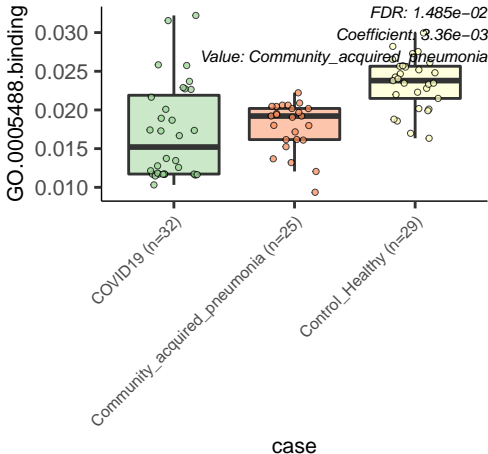 FDR: 1.485e−02
Coefficient: 3.36e−03
Value: Community_acquired_pneumonia
GO.0005488.binding
0.030
0.025
0.020
0.015
0.010
COVID19 (n=32)
Community_acquired_pneumonia (n=25)
Control_Healthy (n=29)
case